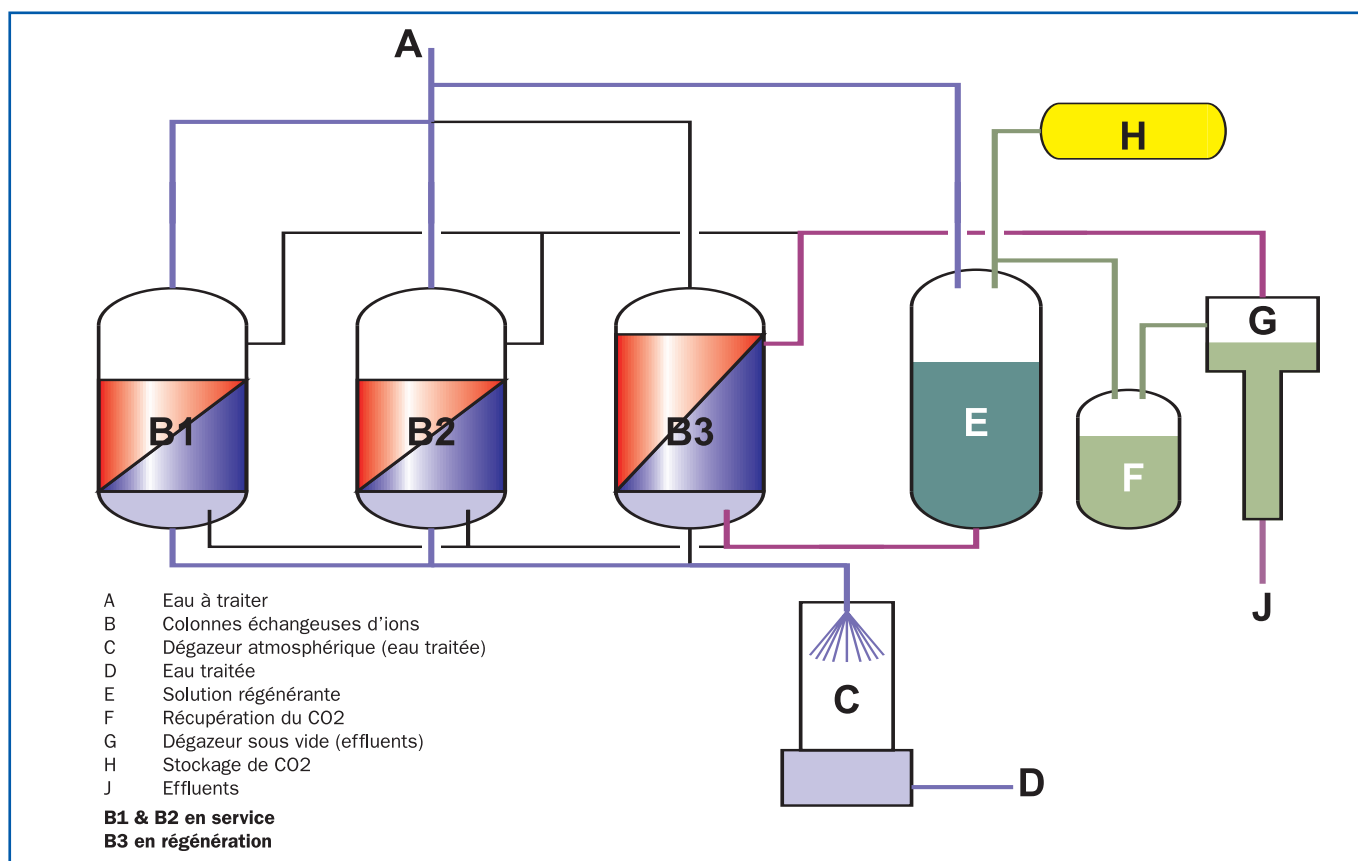 A
H
G
B1
B2
B3
E
F
J
C
D
A Eau à traiter
B Colonnes échangeuses d'ions
C Dégazeur atmosphérique (eau traitée)
D Eau traitée
E Solution régénérante
F Récupération du CO2
G Dégazeur sous vide (effluents)
H Stockage de CO2
J Effluents
B1 & B2 en service
B3 en régénération